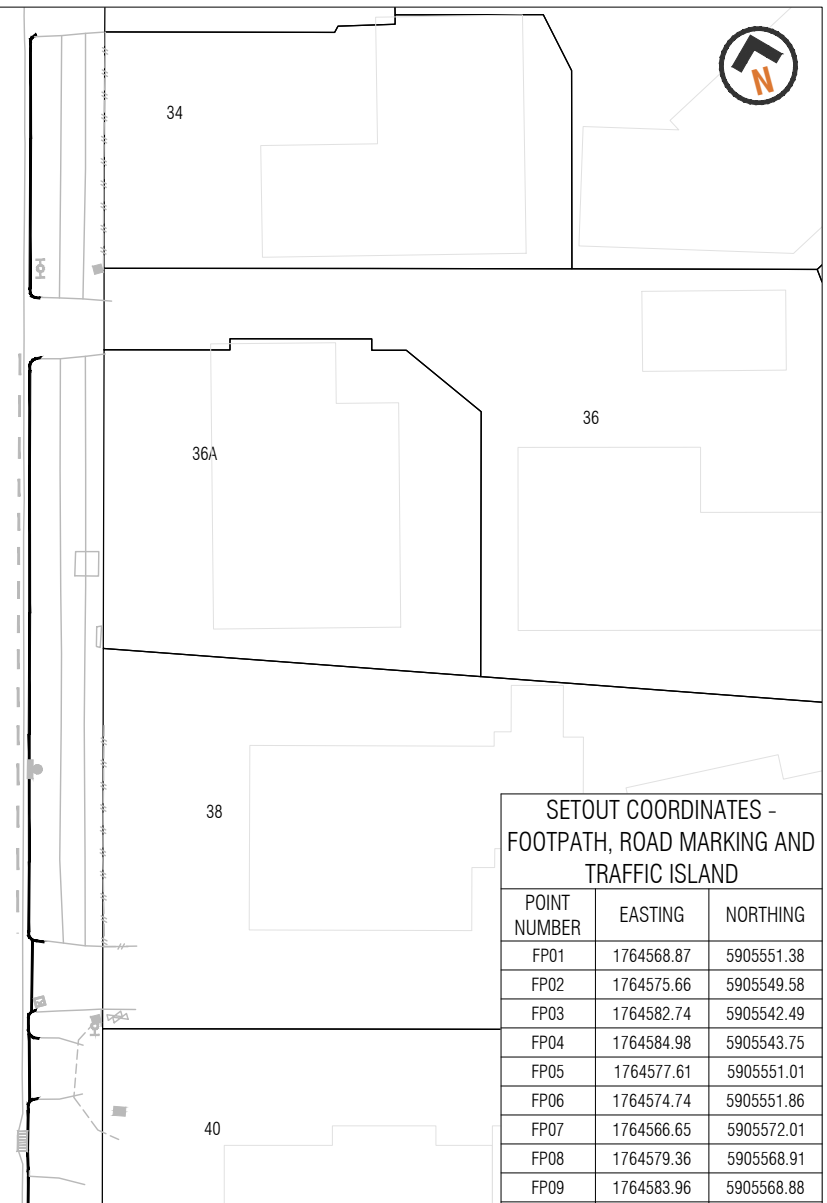 N
34
36
36A
38
40
SETOUT COORDINATES -
FOOTPATH, ROAD MARKING AND
TRAFFIC ISLAND
POINT NUMBER EASTING NORTHING
FP01 1764568.87 5905551.38
FP02 1764575.66 5905549.58
FP03 1764582.74 5905542.49
FP04 1764584.98 5905543.75
FP05 1764577.61 5905551.01
FP06 1764574.74 5905551.86
FP07 1764566.65 5905572.01
FP08 1764579.36 5905568.91
FP09 1764583.96 5905568.88